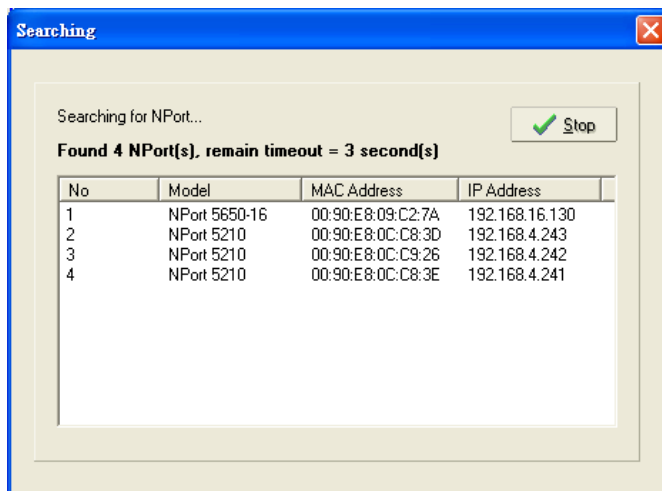 Searching
Searching for NPort...
Stop
Found 4 NPort(s), remain timeout = 3 second(s)
No Model MAC Address IP Address
1 NPort 5650-16 00:90:E8:09:C2:7A 192.168.16.130
2 NPort 5210 00:90:E8:0C:C8:3D 192.168.4.243
3 NPort 5210 00:90:E8:0C:C9:26 192.168.4.242
4 NPort 5210 00:90:E8:0C:C8:3E 192.168.4.241